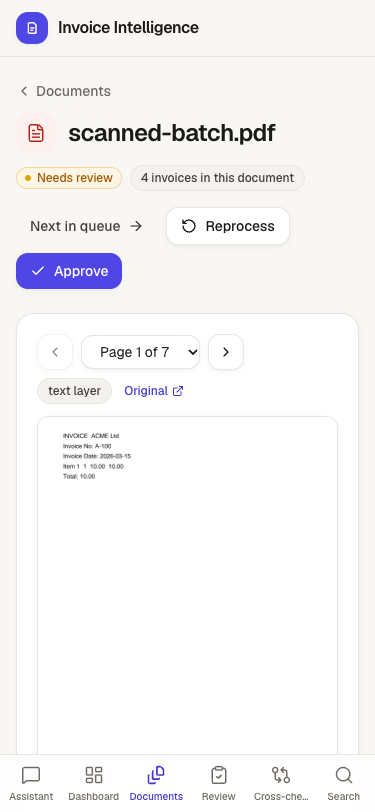 Invoice Intelligence
Documents
scanned-batch.pdf
Needs review
4 invoices in this document
Next in queue
Reprocess
Approve
Page 1 of 7
text layer
Original
INVOICE ACME Ltd
Invoice No: A-100
Invoice Date: 2026-03-15
Item 1 1 10.00 10.00
Total: 10.00
Assistant
Dashboard
Documents
Review
Cross-che...
Search